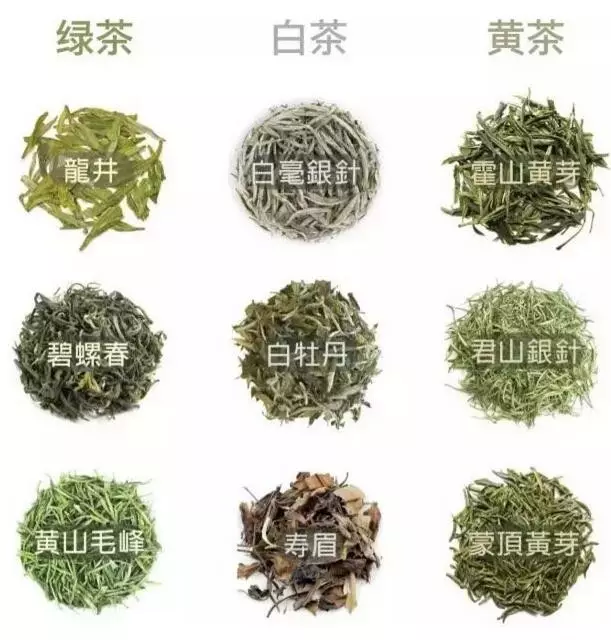 绿茶 白茶 黄茶
龍井 白毫銀針 霍山黄芽
碧螺春 白牡丹 君山銀針
黄山毛峰 寿眉 蒙頂黃芽